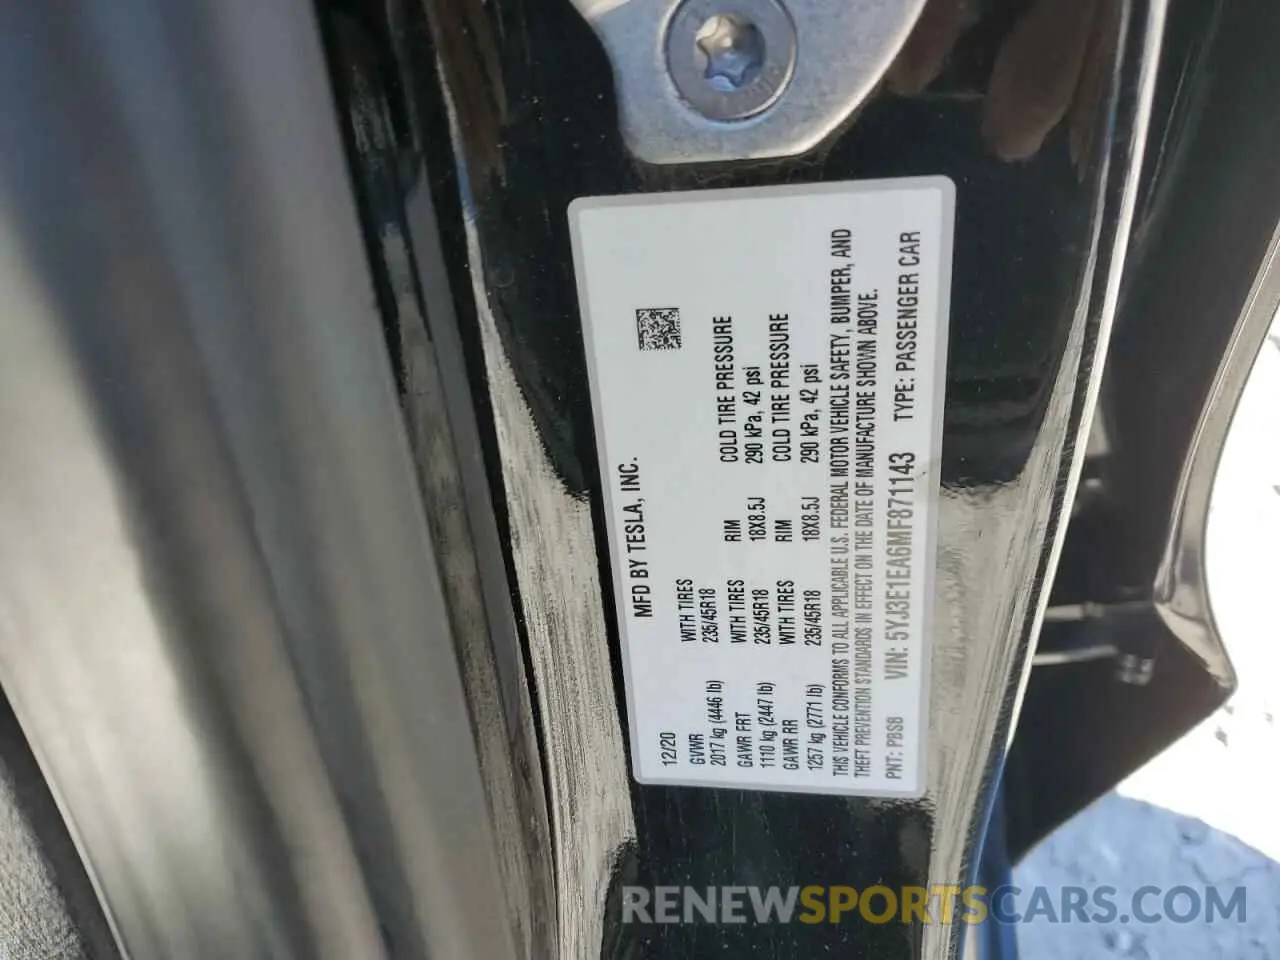 MFD BY TESLA, INC.
12/20
GVWR WITH TIRES
2017 kg (4446 lb) 235/45R18
GAWR FRT WITH TIRES RIM COLD TIRE PRESSURE
1110 kg (2447 lb) 235/45R18 18X8.5J 290 kPa, 42 psi
GAWR RR WITH TIRES RIM COLD TIRE PRESSURE
1257 kg (2771 lb) 235/45R18 18X8.5J 290 kPa, 42 psi
THIS VEHICLE CONFORMS TO ALL APPLICABLE U.S. FEDERAL MOTOR VEHICLE SAFETY, BUMPER, AND
THEFT PREVENTION STANDARDS IN EFFECT ON THE DATE OF MANUFACTURE SHOWN ABOVE.
PNT: PBSB VIN: 5YJ3E1EA6MF871143 TYPE: PASSENGER CAR
RENEWSPORTSCARS.COM